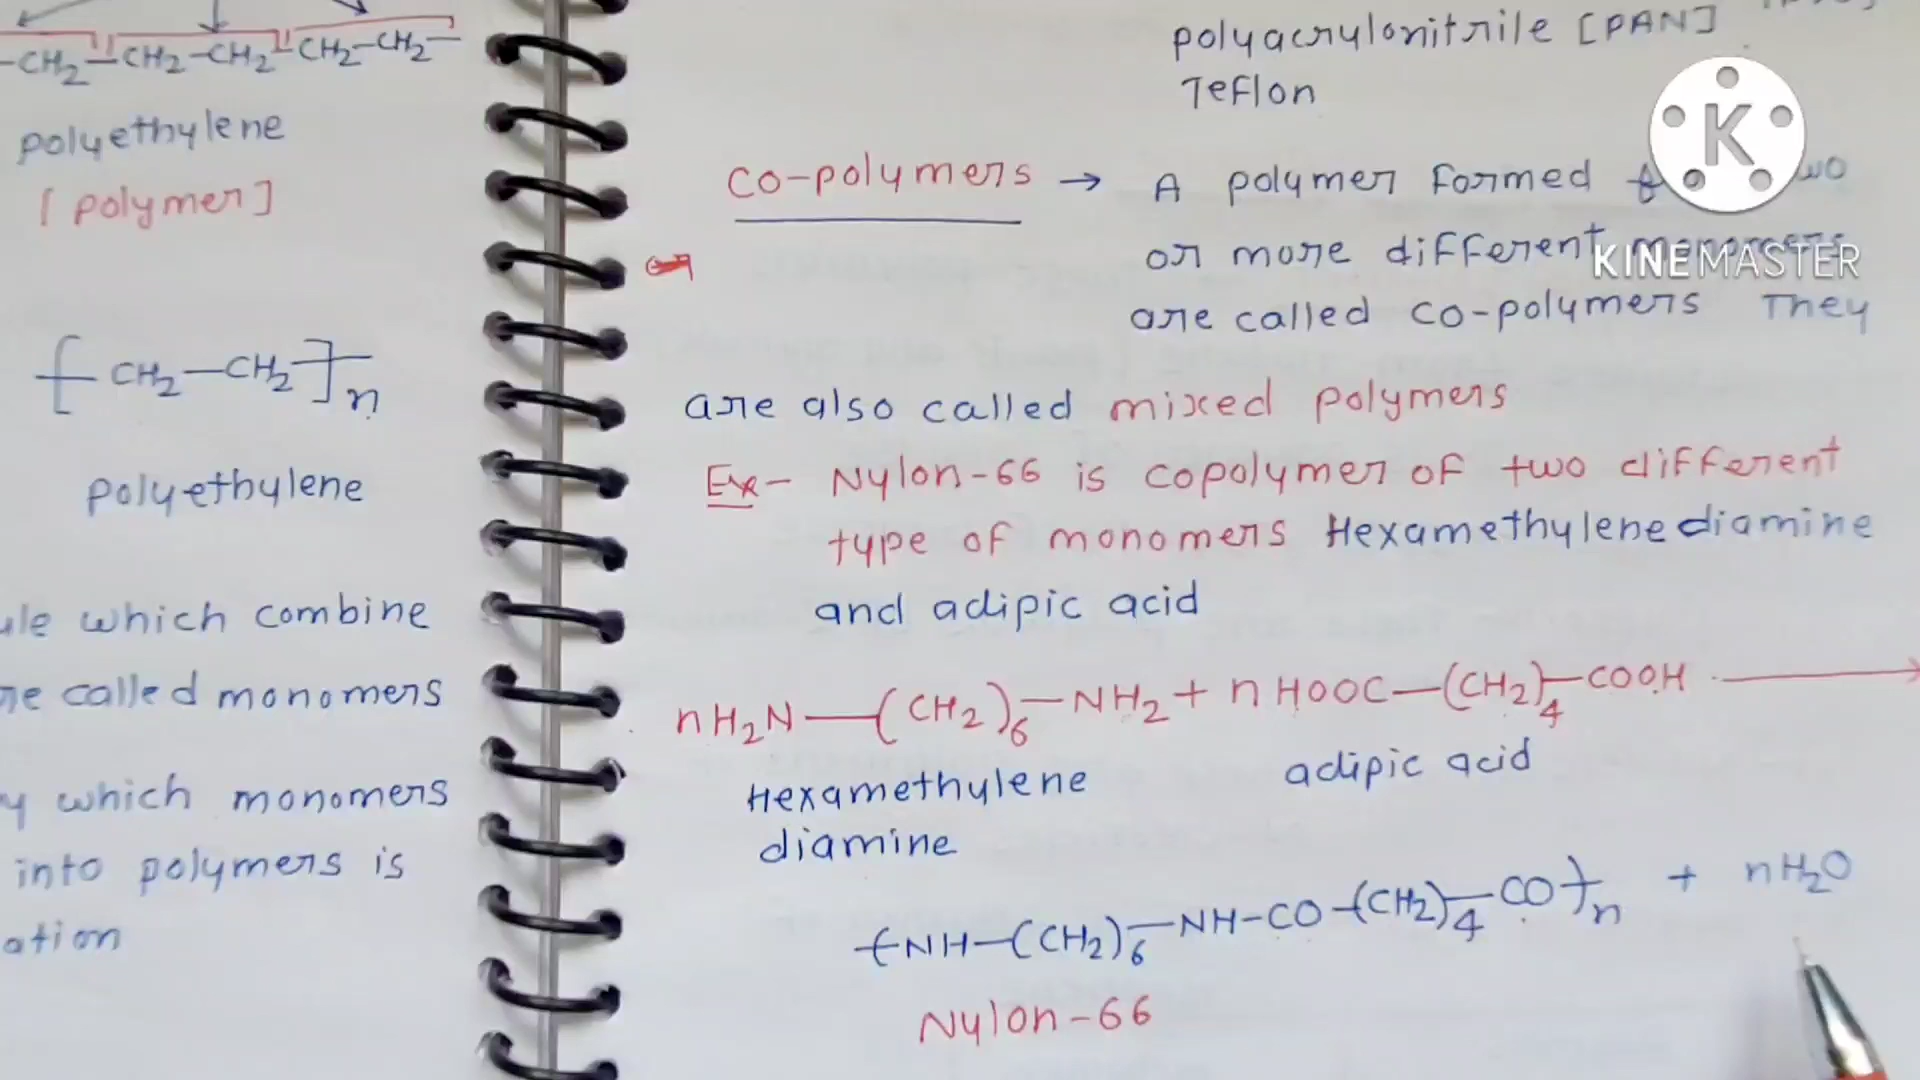 -CH2-CH2-CH2-CH2-CH2-
polyethylene
[polymer]
-[CH2-CH2]-n
polyethylene
which combine
called monomers
which monomers
into polymers is
polyacrylonitrile [PAN]
Teflon
CO-polymers → A polymer formed
or more different monomers
are called co-polymers They
are also called mixed polymers
Ex- Nylon-66 is copolymer of two different
type of monomers Hexamethylenediamine
and adipic acid
nH2N-(CH2)6-NH2 + nHOOC-(CH2)4-COOH →
Hexamethylene
diamine
adipic acid
(-NH-(CH2)6-NH-CO-(CH2)4-CO-)n + nH2O
Nylon-66
K
KINEMASTER